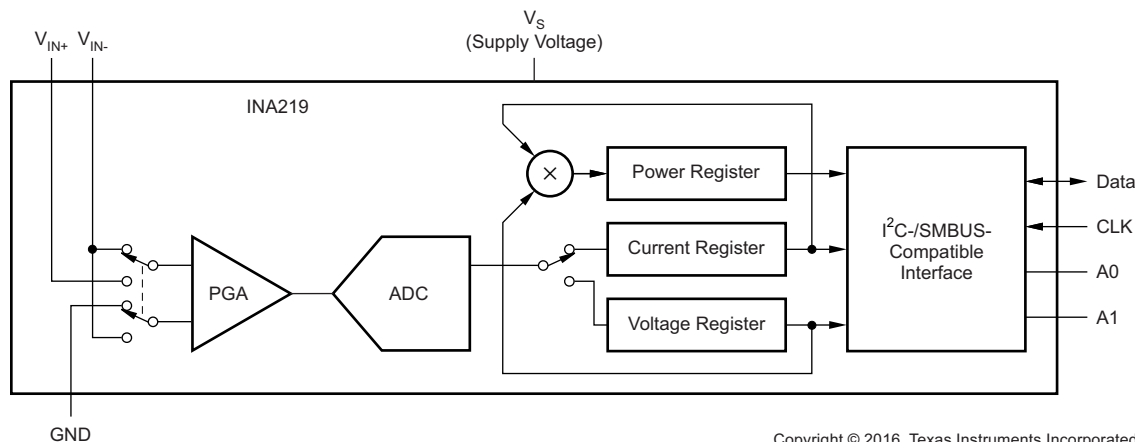 V_S
(Supply Voltage)
V_IN+ V_IN-
INA219
×
Power Register
Current Register
Voltage Register
PGA
ADC
I²C-/SMBUS-
Compatible
Interface
Data
CLK
A0
A1
GND
Copyright © 2016, Texas Instruments Incorporated